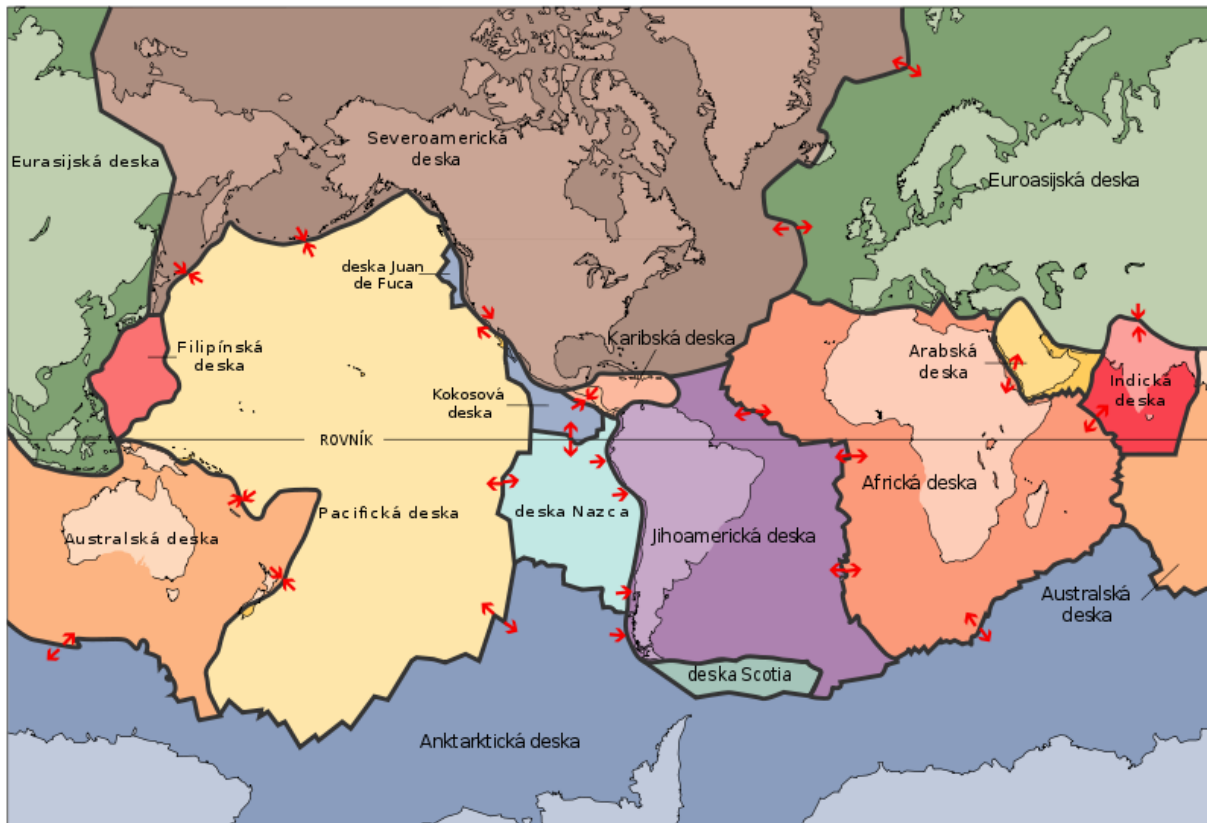 Severoamerická
deska
Eurasijská deska
Euroasijská deska
deska Juan
de Fuca
Filipínská
deska
Karibská deska
Arabská
deska
Indická
deska
Kokosová
deska
ROVNÍK
Africká deska
Pacifická deska
deska Nazca
Australská deska
Jihoamerická deska
Australská
deska
deska Scotia
Anktarktická deska